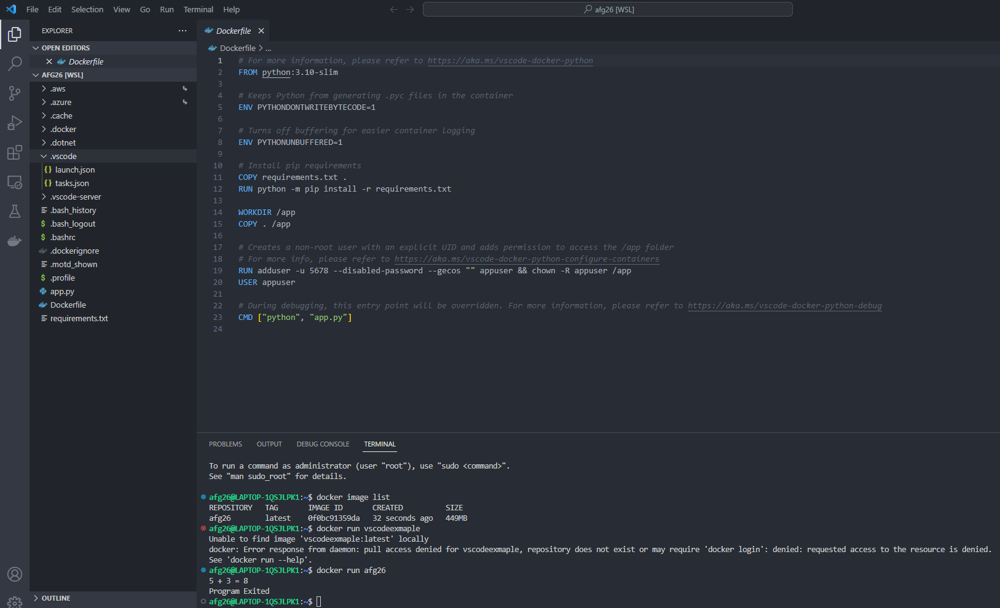 File Edit Selection View Go Run Terminal Help
afg26 [WSL]
EXPLORER ...
OPEN EDITORS
Dockerfile
AFG26 [WSL]
.aws
.azure
.cache
.docker
.dotnet
.vscode
{} launch.json
{} tasks.json
.vscode-server
.bash_history
$ .bash_logout
$ .bashrc
.dockerignore
.motd_shown
$ .profile
app.py
Dockerfile
requirements.txt
OUTLINE
Dockerfile
Dockerfile > ...
1 # For more information, please refer to https://aka.ms/vscode-docker-python
2 FROM python:3.10-slim
3
4 # Keeps Python from generating .pyc files in the container
5 ENV PYTHONDONTWRITEBYTECODE=1
6
7 # Turns off buffering for easier container logging
8 ENV PYTHONUNBUFFERED=1
9
10 # Install pip requirements
11 COPY requirements.txt .
12 RUN python -m pip install -r requirements.txt
13
14 WORKDIR /app
15 COPY . /app
16
17 # Creates a non-root user with an explicit UID and adds permission to access the /app folder
18 # For more info, please refer to https://aka.ms/vscode-docker-python-configure-containers
19 RUN adduser -u 5678 --disabled-password --gecos "" appuser && chown -R appuser /app
20 USER appuser
21
22 # During debugging, this entry point will be overridden. For more information, please refer to https://aka.ms/vscode-docker-python-debug
23 CMD ["python", "app.py"]
24
PROBLEMS OUTPUT DEBUG CONSOLE TERMINAL
To run a command as administrator (user "root"), use "sudo <command>".
See "man sudo_root" for details.
afg26@LAPTOP-1QSJLPK1:~$ docker image list
REPOSITORY TAG IMAGE ID CREATED SIZE
afg26 latest 0f0bc91359da 32 seconds ago 449MB
afg26@LAPTOP-1QSJLPK1:~$ docker run vscodeexmaple
Unable to find image 'vscodeexmaple:latest' locally
docker: Error response from daemon: pull access denied for vscodeexmaple, repository does not exist or may require 'docker login': denied: requested access to the resource is denied.
See 'docker run --help'.
afg26@LAPTOP-1QSJLPK1:~$ docker run afg26
5 + 3 = 8
Program Exited
afg26@LAPTOP-1QSJLPK1:~$